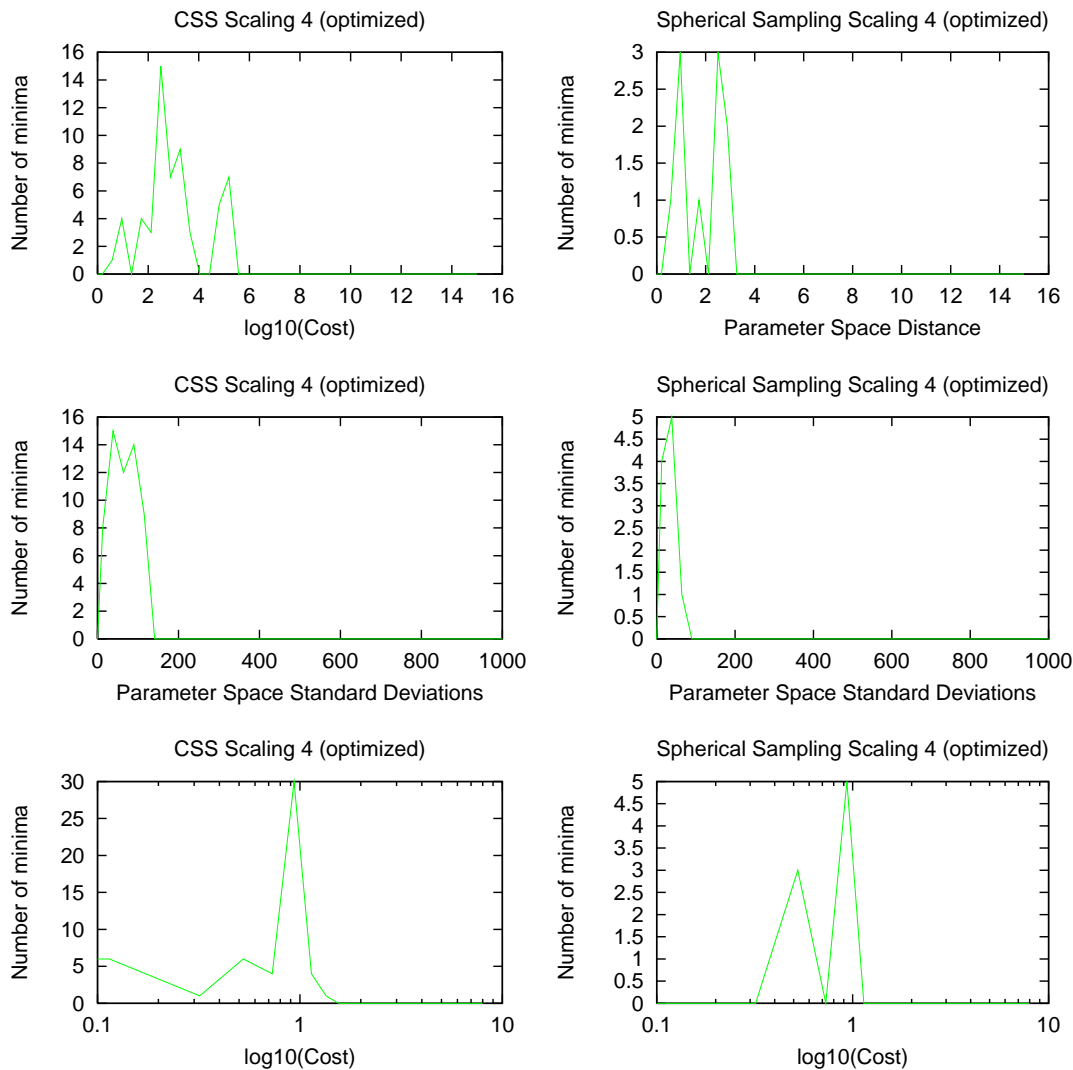 CSS Scaling 4 (optimized)
Number of minima
16
14
12
10
8
6
4
2
0
0 2 4 6 8 10 12 14 16
log10(Cost)
Spherical Sampling Scaling 4 (optimized)
Number of minima
3
2.5
2
1.5
1
0.5
0
0 2 4 6 8 10 12 14 16
Parameter Space Distance
CSS Scaling 4 (optimized)
Number of minima
16
14
12
10
8
6
4
2
0
0 200 400 600 800 1000
Parameter Space Standard Deviations
Spherical Sampling Scaling 4 (optimized)
Number of minima
5
4.5
4
3.5
3
2.5
2
1.5
1
0.5
0
0 200 400 600 800 1000
Parameter Space Standard Deviations
CSS Scaling 4 (optimized)
Number of minima
30
25
20
15
10
5
0
0.1 1 10
log10(Cost)
Spherical Sampling Scaling 4 (optimized)
Number of minima
5
4.5
4
3.5
3
2.5
2
1.5
1
0.5
0
0.1 1 10
log10(Cost)